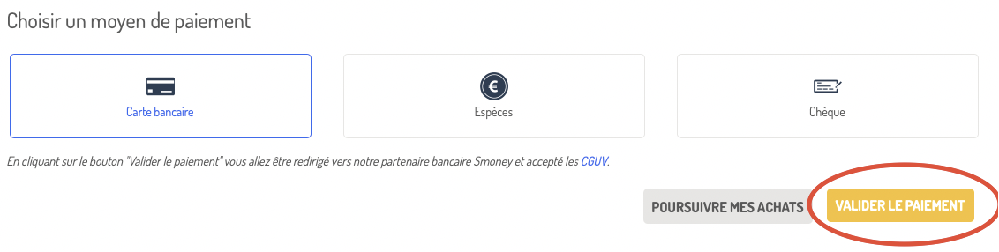 Choisir un moyen de paiement
Carte bancaire
Espèces
Chèque
En cliquant sur le bouton "Valider le paiement" vous allez être redirigé vers notre partenaire bancaire Smoney et accepté les CGUV.
POURSUIVRE MES ACHATS
VALIDER LE PAIEMENT